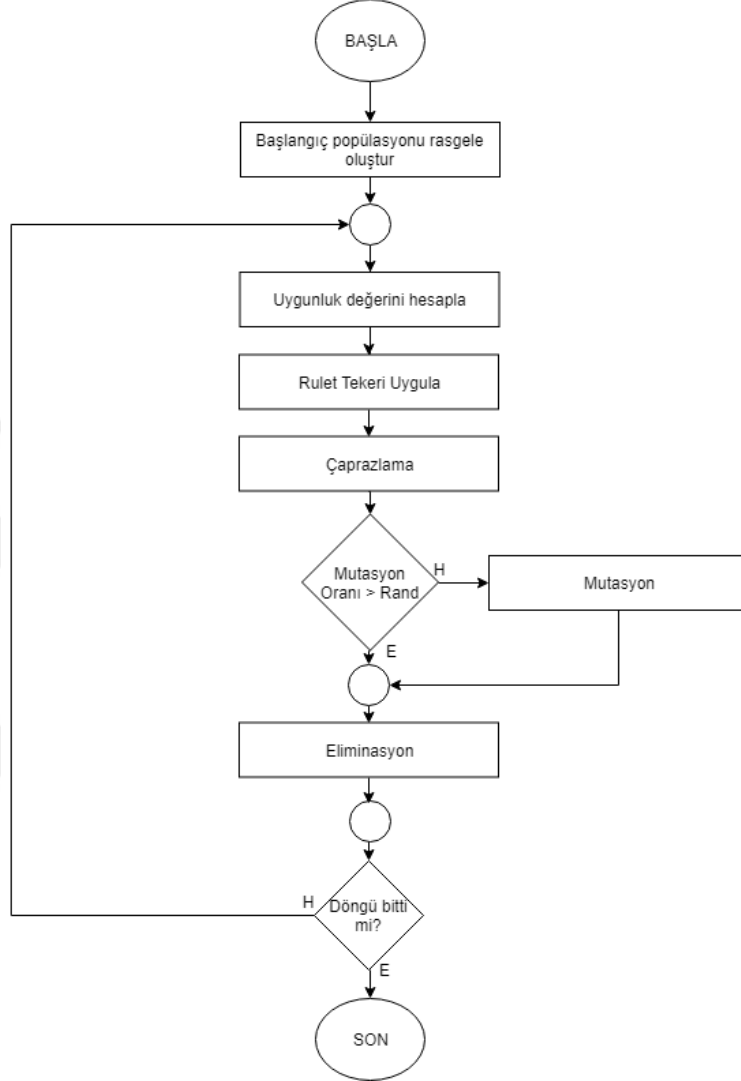 BAŞLA
Başlangıç popülasyonu rasgele
oluştur
Uygunluk değerini hesapla
Rulet Tekeri Uygula
Çaprazlama
Mutasyon
Oranı > Rand
H
Mutasyon
E
Eliminasyon
H
Döngü bitti
mi?
E
SON